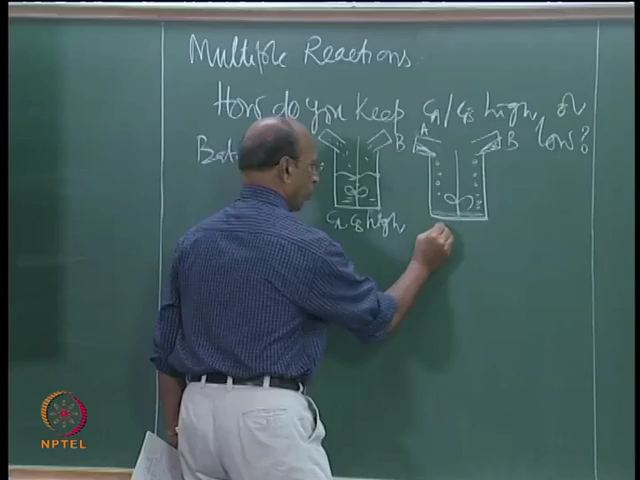 Multiple Reactions
How do you keep CA/CB high or low?
Bat
A B A B
CA CB high
NPTEL